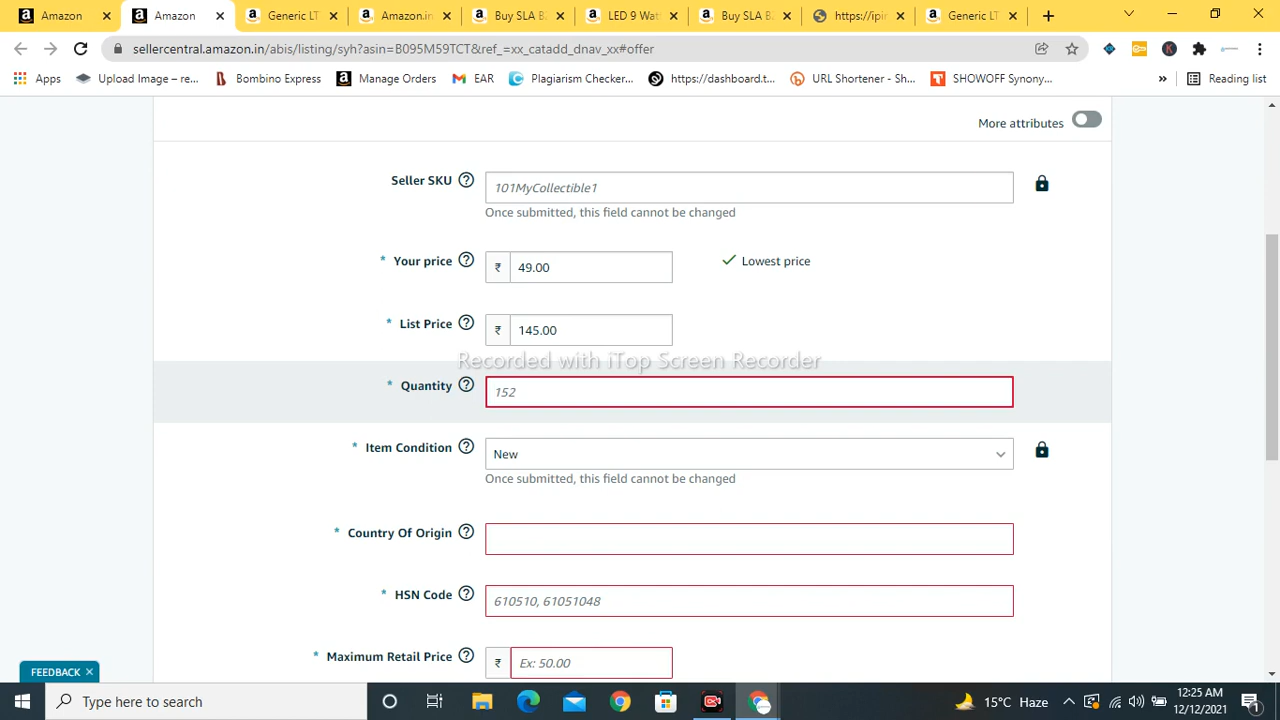 Amazon
Amazon
Generic LT
Amazon.in
Buy SLA B
LED 9 Wat
Buy SLA B
https://ipin
Generic LT
sellercentral.amazon.in/abis/listing/syh?asin=B095M59TCT&ref_=xx_catadd_dnav_xx#offer
Apps
Upload Image – re...
Bombino Express
Manage Orders
EAR
Plagiarism Checker...
https://dashboard.t...
URL Shortener - Sh...
SHOWOFF Synony...
»
Reading list
More attributes
Seller SKU
101MyCollectible1
Once submitted, this field cannot be changed
* Your price ₹ 49.00 Lowest price
* List Price ₹ 145.00
Recorded with iTop Screen Recorder
* Quantity 152
* Item Condition New
Once submitted, this field cannot be changed
* Country Of Origin
* HSN Code 610510, 61051048
* Maximum Retail Price ₹ Ex: 50.00
FEEDBACK
Type here to search
15°C Haze
12:25 AM
12/12/2021
1